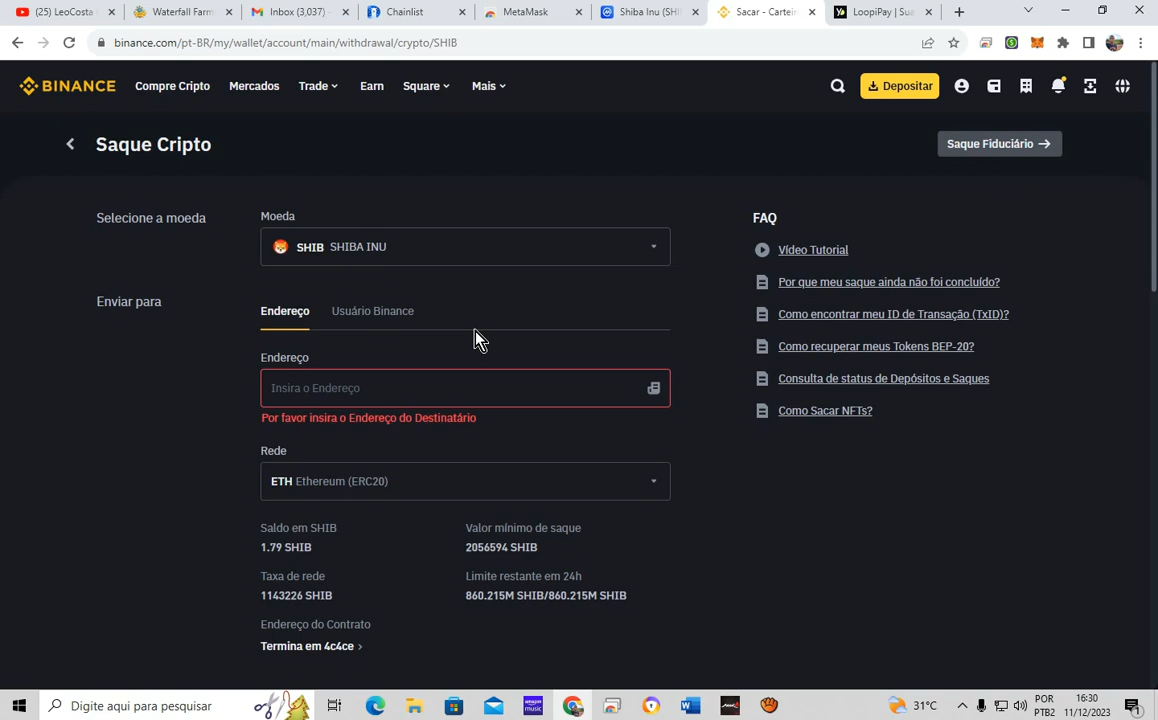 (25) LeoCosta
Waterfall Farm
Inbox (3,037) -
Chainlist
MetaMask
Shiba Inu (SHI
Sacar - Cartei
LoopiPay | Sua
binance.com/pt-BR/my/wallet/account/main/withdrawal/crypto/SHIB
BINANCE
Compre Cripto
Mercados
Trade
Earn
Square
Mais
Depositar
Saque Cripto
Saque Fiduciário →
Selecione a moeda
Moeda
SHIB SHIBA INU
FAQ
Vídeo Tutorial
Por que meu saque ainda não foi concluído?
Como encontrar meu ID de Transação (TxID)?
Como recuperar meus Tokens BEP-20?
Consulta de status de Depósitos e Saques
Como Sacar NFTs?
Enviar para
Endereço
Usuário Binance
Endereço
Insira o Endereço
Por favor insira o Endereço do Destinatário
Rede
ETH Ethereum (ERC20)
Saldo em SHIB
Valor mínimo de saque
1.79 SHIB
2056594 SHIB
Taxa de rede
Limite restante em 24h
1143226 SHIB
860.215M SHIB/860.215M SHIB
Endereço do Contrato
Termina em 4c4ce ›
Digite aqui para pesquisar
31°C
POR
PTB2
16:30
11/12/2023